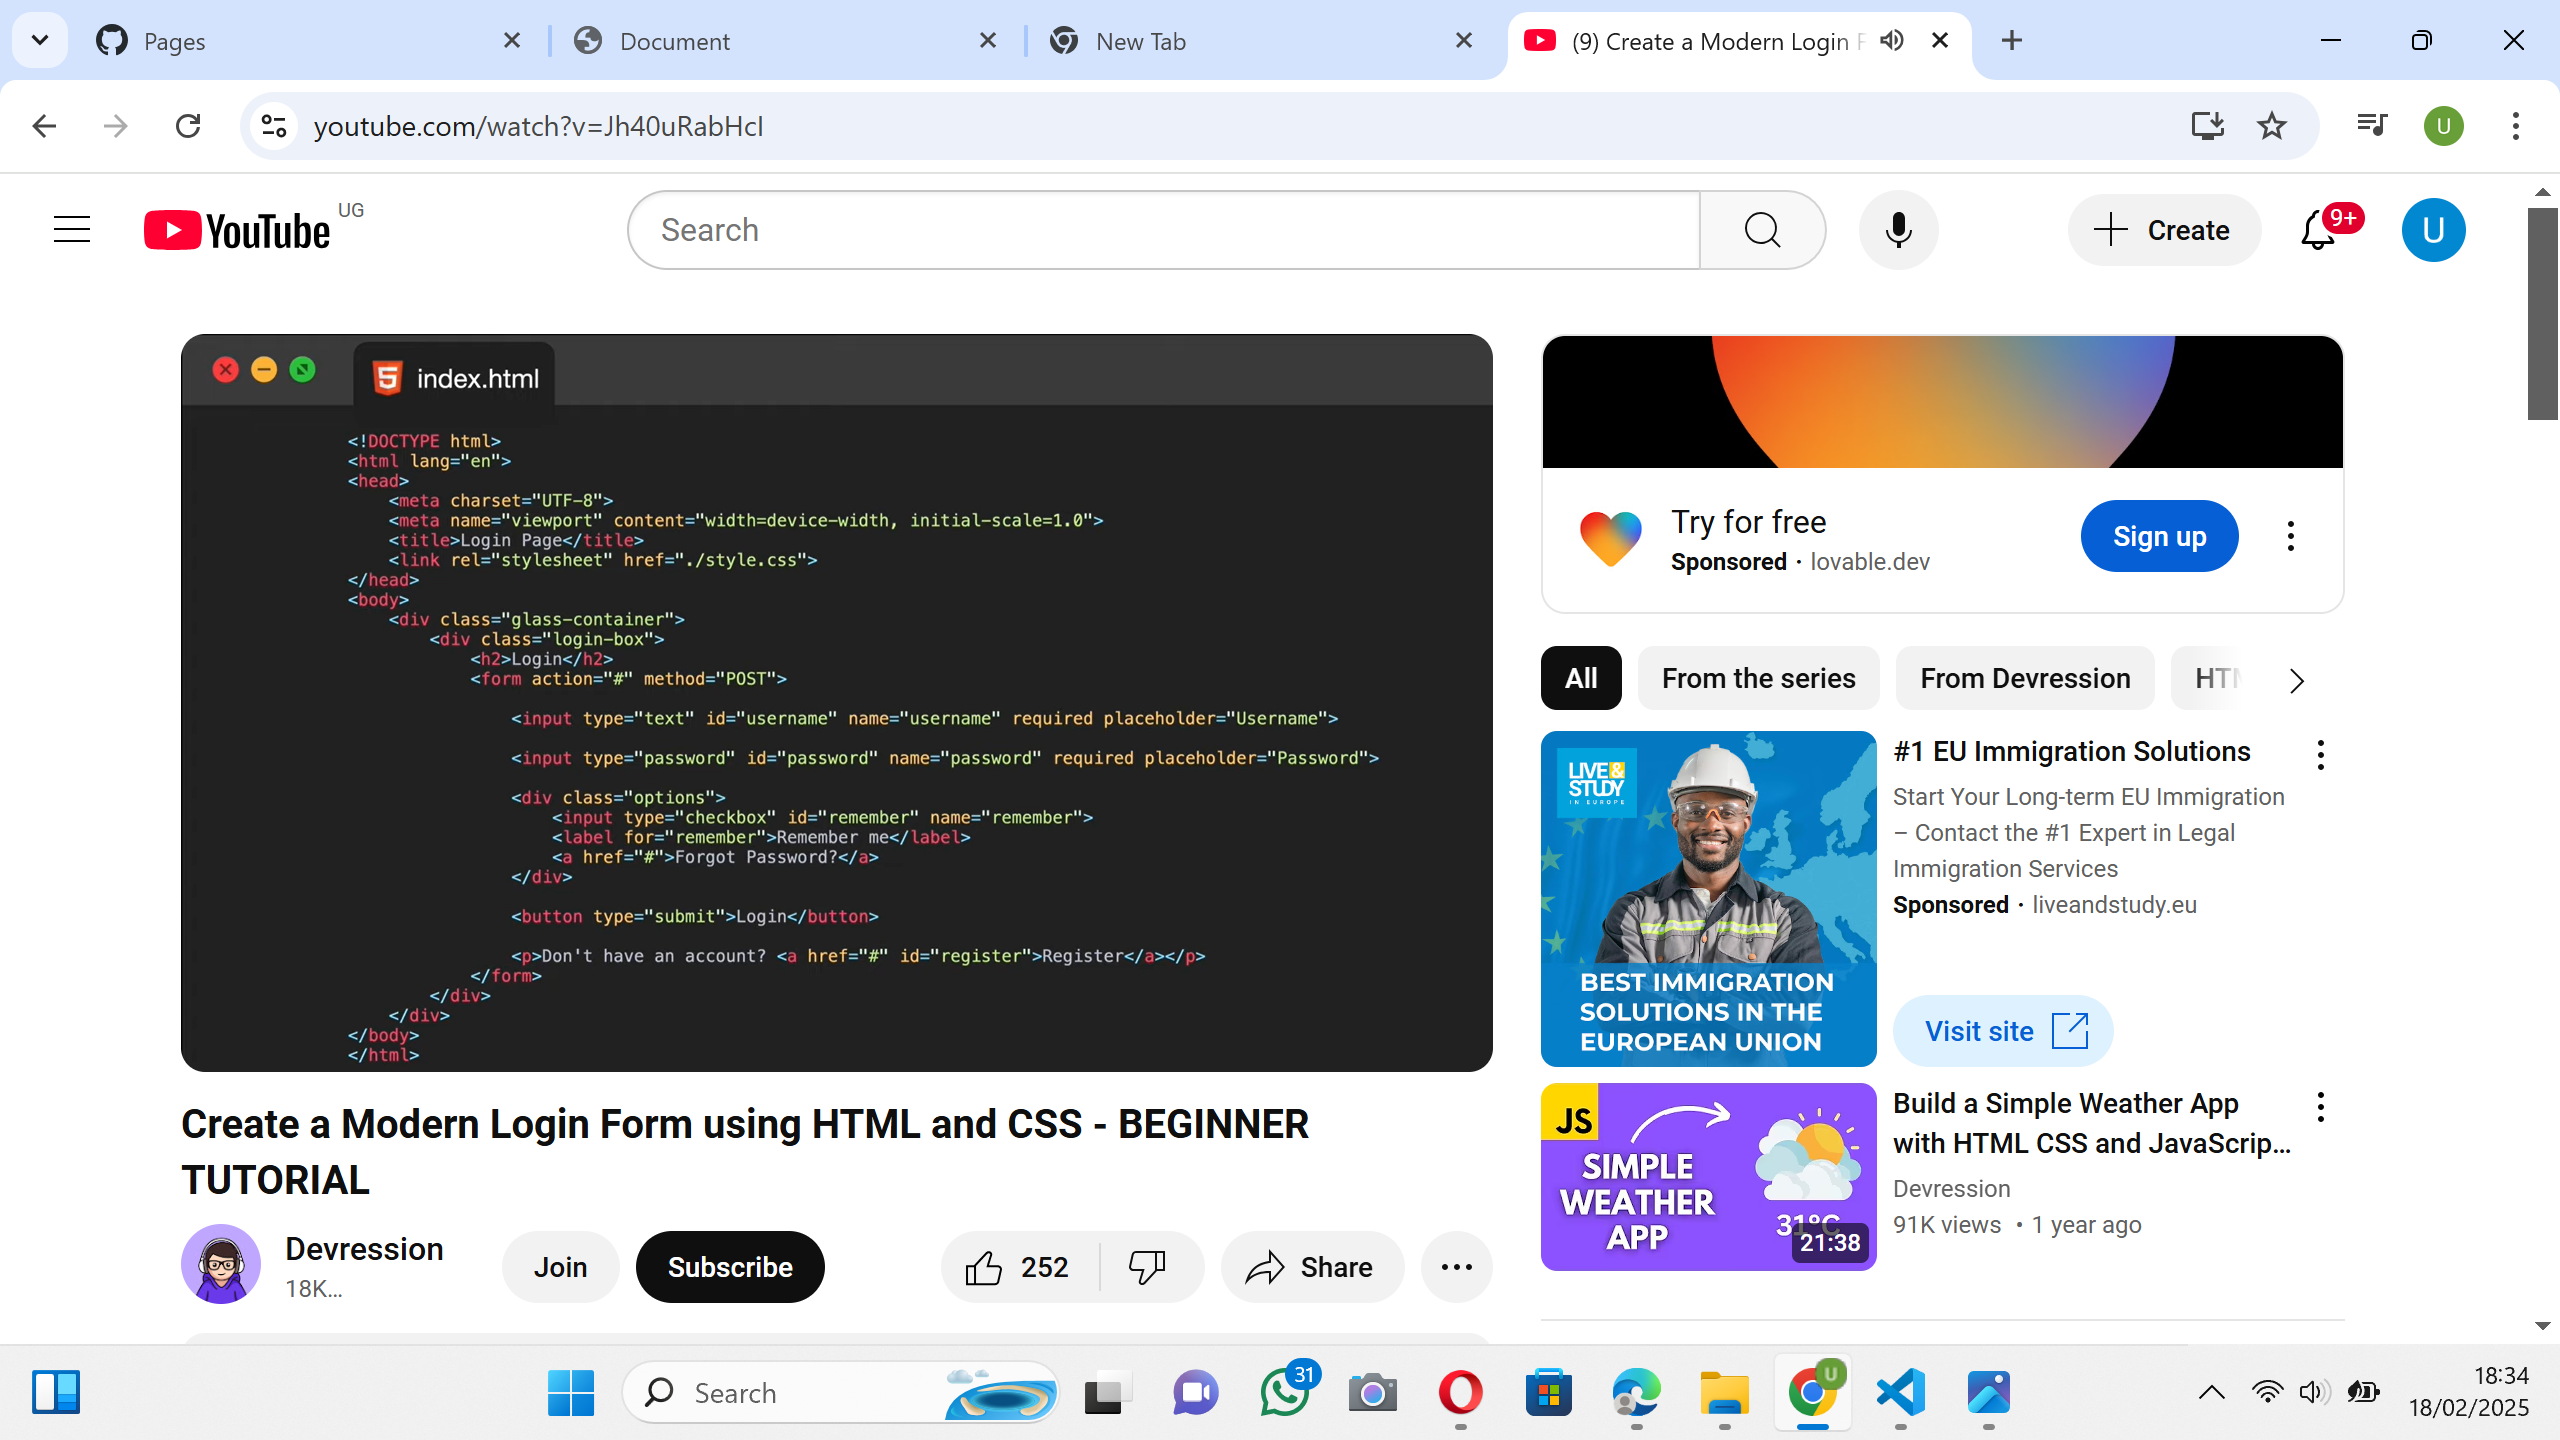 Pages
Document
New Tab
(9) Create a Modern Login F
youtube.com/watch?v=Jh40uRabHcI
U
YouTube UG
Search
Create
9+
U
index.html
<!DOCTYPE html>
<html lang="en">
<head>
<meta charset="UTF-8">
<meta name="viewport" content="width=device-width, initial-scale=1.0">
<title>Login Page</title>
<link rel="stylesheet" href="./style.css">
</head>
<body>
<div class="glass-container">
<div class="login-box">
<h2>Login</h2>
<form action="#" method="POST">
<input type="text" id="username" name="username" required placeholder="Username">
<input type="password" id="password" name="password" required placeholder="Password">
<div class="options">
<input type="checkbox" id="remember" name="remember">
<label for="remember">Remember me</label>
<a href="#">Forgot Password?</a>
</div>
<button type="submit">Login</button>
<p>Don't have an account? <a href="#" id="register">Register</a></p>
</form>
</div>
</div>
</body>
</html>
Create a Modern Login Form using HTML and CSS - BEGINNER
TUTORIAL
Devression
18K...
Join
Subscribe
252
Share
Try for free
Sponsored · lovable.dev
Sign up
All
From the series
From Devression
HTM
LIVE &
STUDY
IN EUROPE
BEST IMMIGRATION
SOLUTIONS IN THE
EUROPEAN UNION
#1 EU Immigration Solutions
Start Your Long-term EU Immigration
– Contact the #1 Expert in Legal
Immigration Services
Sponsored · liveandstudy.eu
Visit site
JS
SIMPLE
WEATHER
APP
31°C
21:38
Build a Simple Weather App
with HTML CSS and JavaScrip...
Devression
91K views • 1 year ago
Search
31
U
18:34
18/02/2025